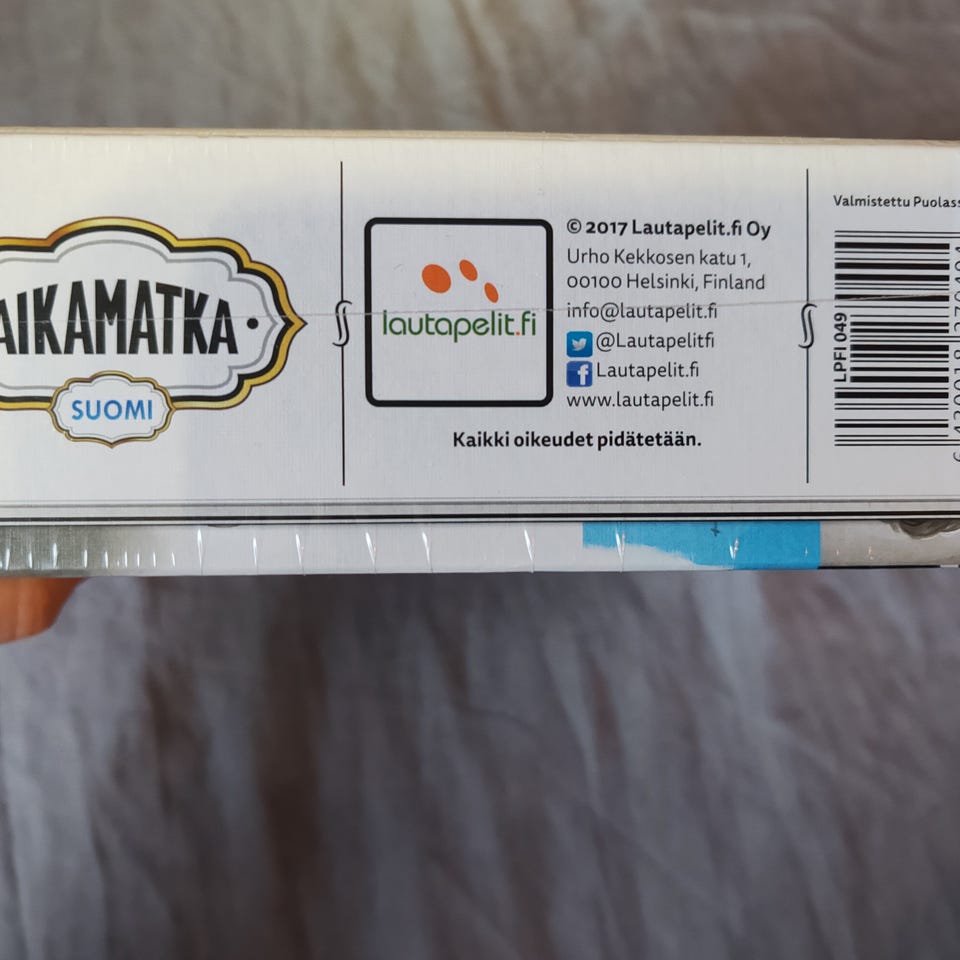 AIKAMATKA
SUOMI
lautapelit.fi
© 2017 Lautapelit.fi Oy
Urho Kekkosen katu 1,
00100 Helsinki, Finland
info@lautapelit.fi
@Lautapelitfi
Lautapelit.fi
www.lautapelit.fi
Kaikki oikeudet pidätetään.
Valmistettu Puolass
LPFI 049